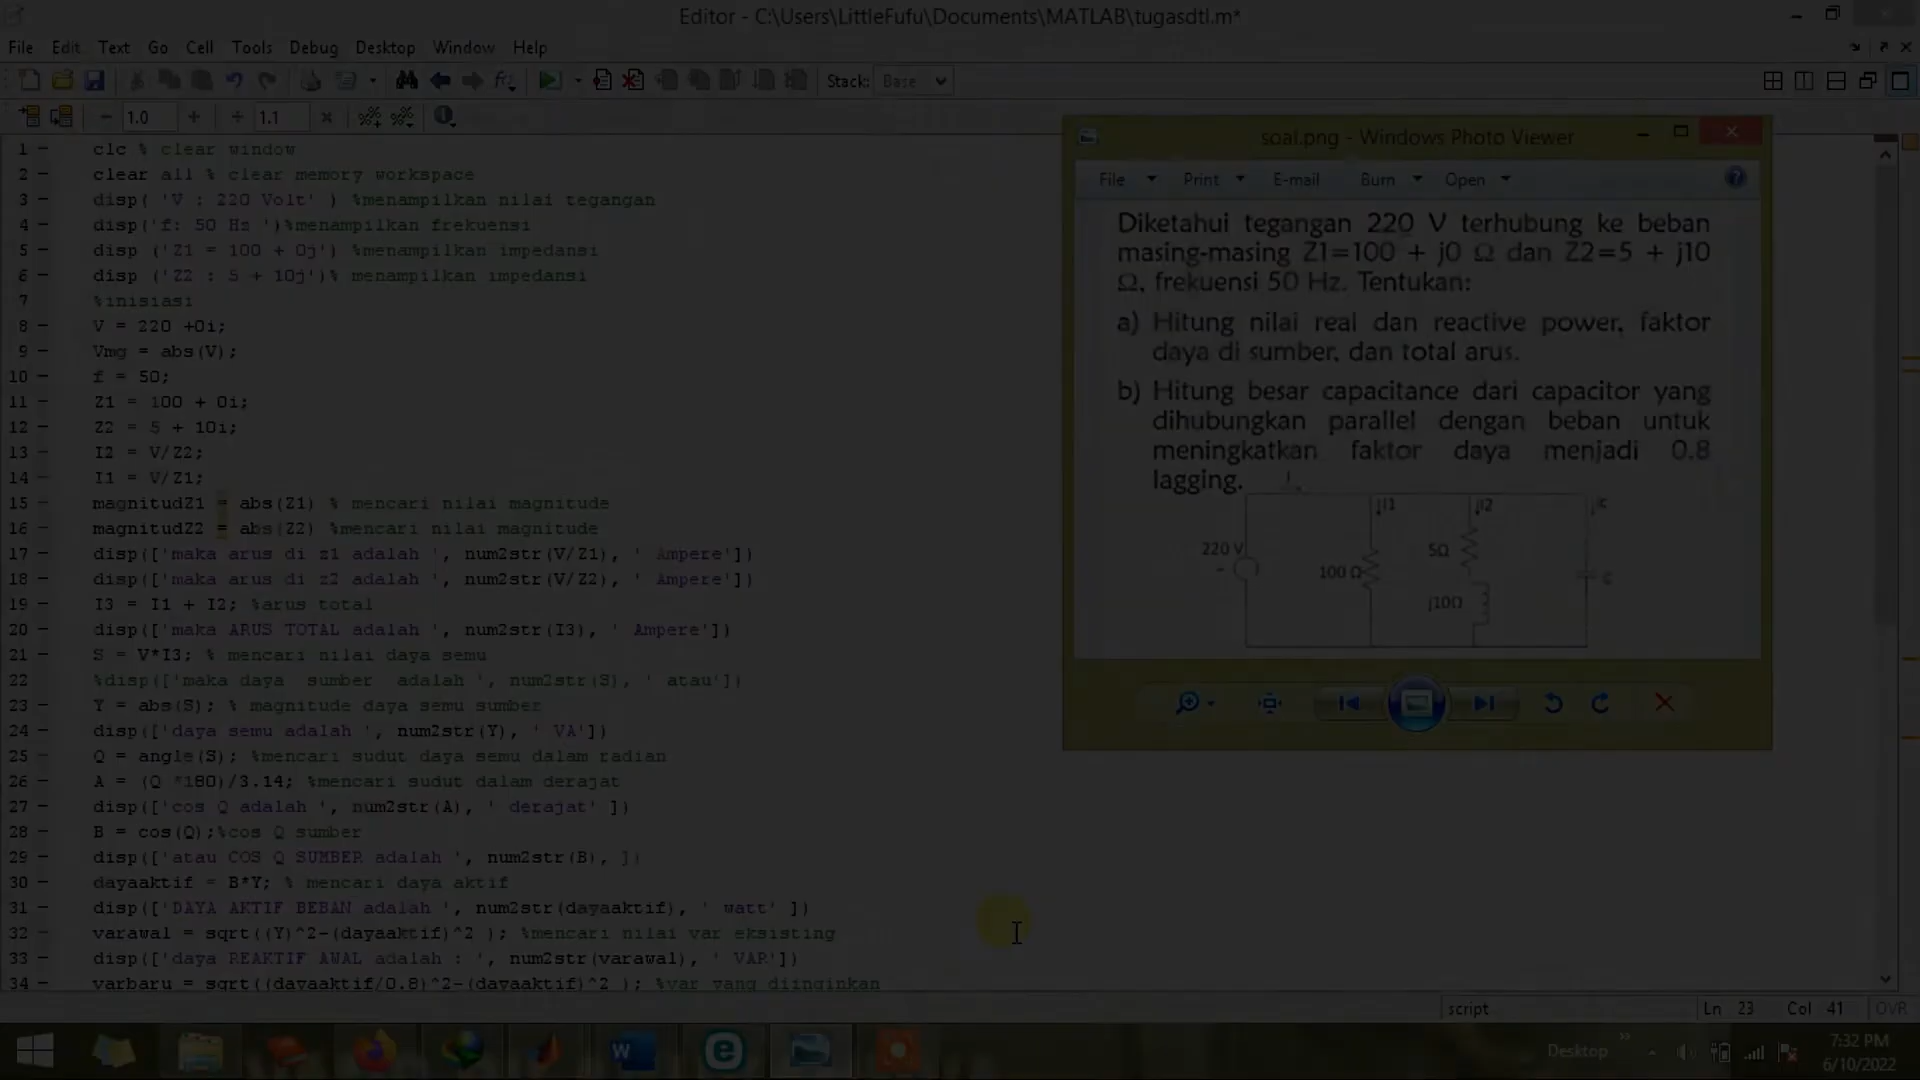 Editor - C:\Users\LittleFufu\Documents\MATLAB\tugasdtl.m*
File Edit Text Go Cell Tools Debug Desktop Window Help
Stack: Base
1.0 1.1
1 clc % clear window
2 clear all % clear memory workspace
3 disp( 'V : 220 Volt' ) %menampilkan nilai tegangan
4 disp('f: 50 Hz ')%menampilkan frekuensi
5 disp ('Z1 = 100 + 0j') %menampilkan impedansi
6 disp ('Z2 : 5 + 10j')% menampilkan impedansi
7 %inisiasi
8 V = 220 +0i;
9 Vmg = abs(V);
10 f = 50;
11 Z1 = 100 + 0i;
12 Z2 = 5 + 10i;
13 I2 = V/Z2;
14 I1 = V/Z1;
15 magnitudZ1 = abs(Z1) % mencari nilai magnitude
16 magnitudZ2 = abs(Z2) %mencari nilai magnitude
17 disp(['maka arus di z1 adalah ', num2str(V/Z1), ' Ampere'])
18 disp(['maka arus di z2 adalah ', num2str(V/Z2), ' Ampere'])
19 I3 = I1 + I2; %arus total
20 disp(['maka ARUS TOTAL adalah ', num2str(I3), ' Ampere'])
21 S = V*I3; % mencari nilai daya semu
22 %disp(['maka daya sumber adalah ', num2str(S), ' atau'])
23 Y = abs(S); % magnitude daya semu sumber
24 disp(['daya semu adalah ', num2str(Y), ' VA'])
25 Q = angle(S); %mencari sudut daya semu dalam radian
26 A = (Q *180)/3.14; %mencari sudut dalam derajat
27 disp(['cos Q adalah ', num2str(A), ' derajat' ])
28 B = cos(Q);%cos Q sumber
29 disp(['atau COS Q SUMBER adalah ', num2str(B), ])
30 dayaaktif = B*Y; % mencari daya aktif
31 disp(['DAYA AKTIF BEBAN adalah ', num2str(dayaaktif), ' watt' ])
32 varawal = sqrt((Y)^2-(dayaaktif)^2 ); %mencari nilai var eksisting
33 disp(['daya REAKTIF AWAL adalah : ', num2str(varawal), ' VAR'])
34 varbaru = sqrt((dayaaktif/0.8)^2-(dayaaktif)^2 ); %var yang diinginkan
soal.png - Windows Photo Viewer
File Print E-mail Burn Open
Diketahui tegangan 220 V terhubung ke beban
masing-masing Z1=100 + j0 Ω dan Z2=5 + j10
Ω, frekuensi 50 Hz. Tentukan:
a) Hitung nilai real dan reactive power, faktor
daya di sumber, dan total arus.
b) Hitung besar capacitance dari capacitor yang
dihubungkan parallel dengan beban untuk
meningkatkan faktor daya menjadi 0.8
lagging.
220 V
100 Ω
5Ω
j10Ω
script Ln 23 Col 41 OVR
Desktop
7:32 PM
6/10/2022